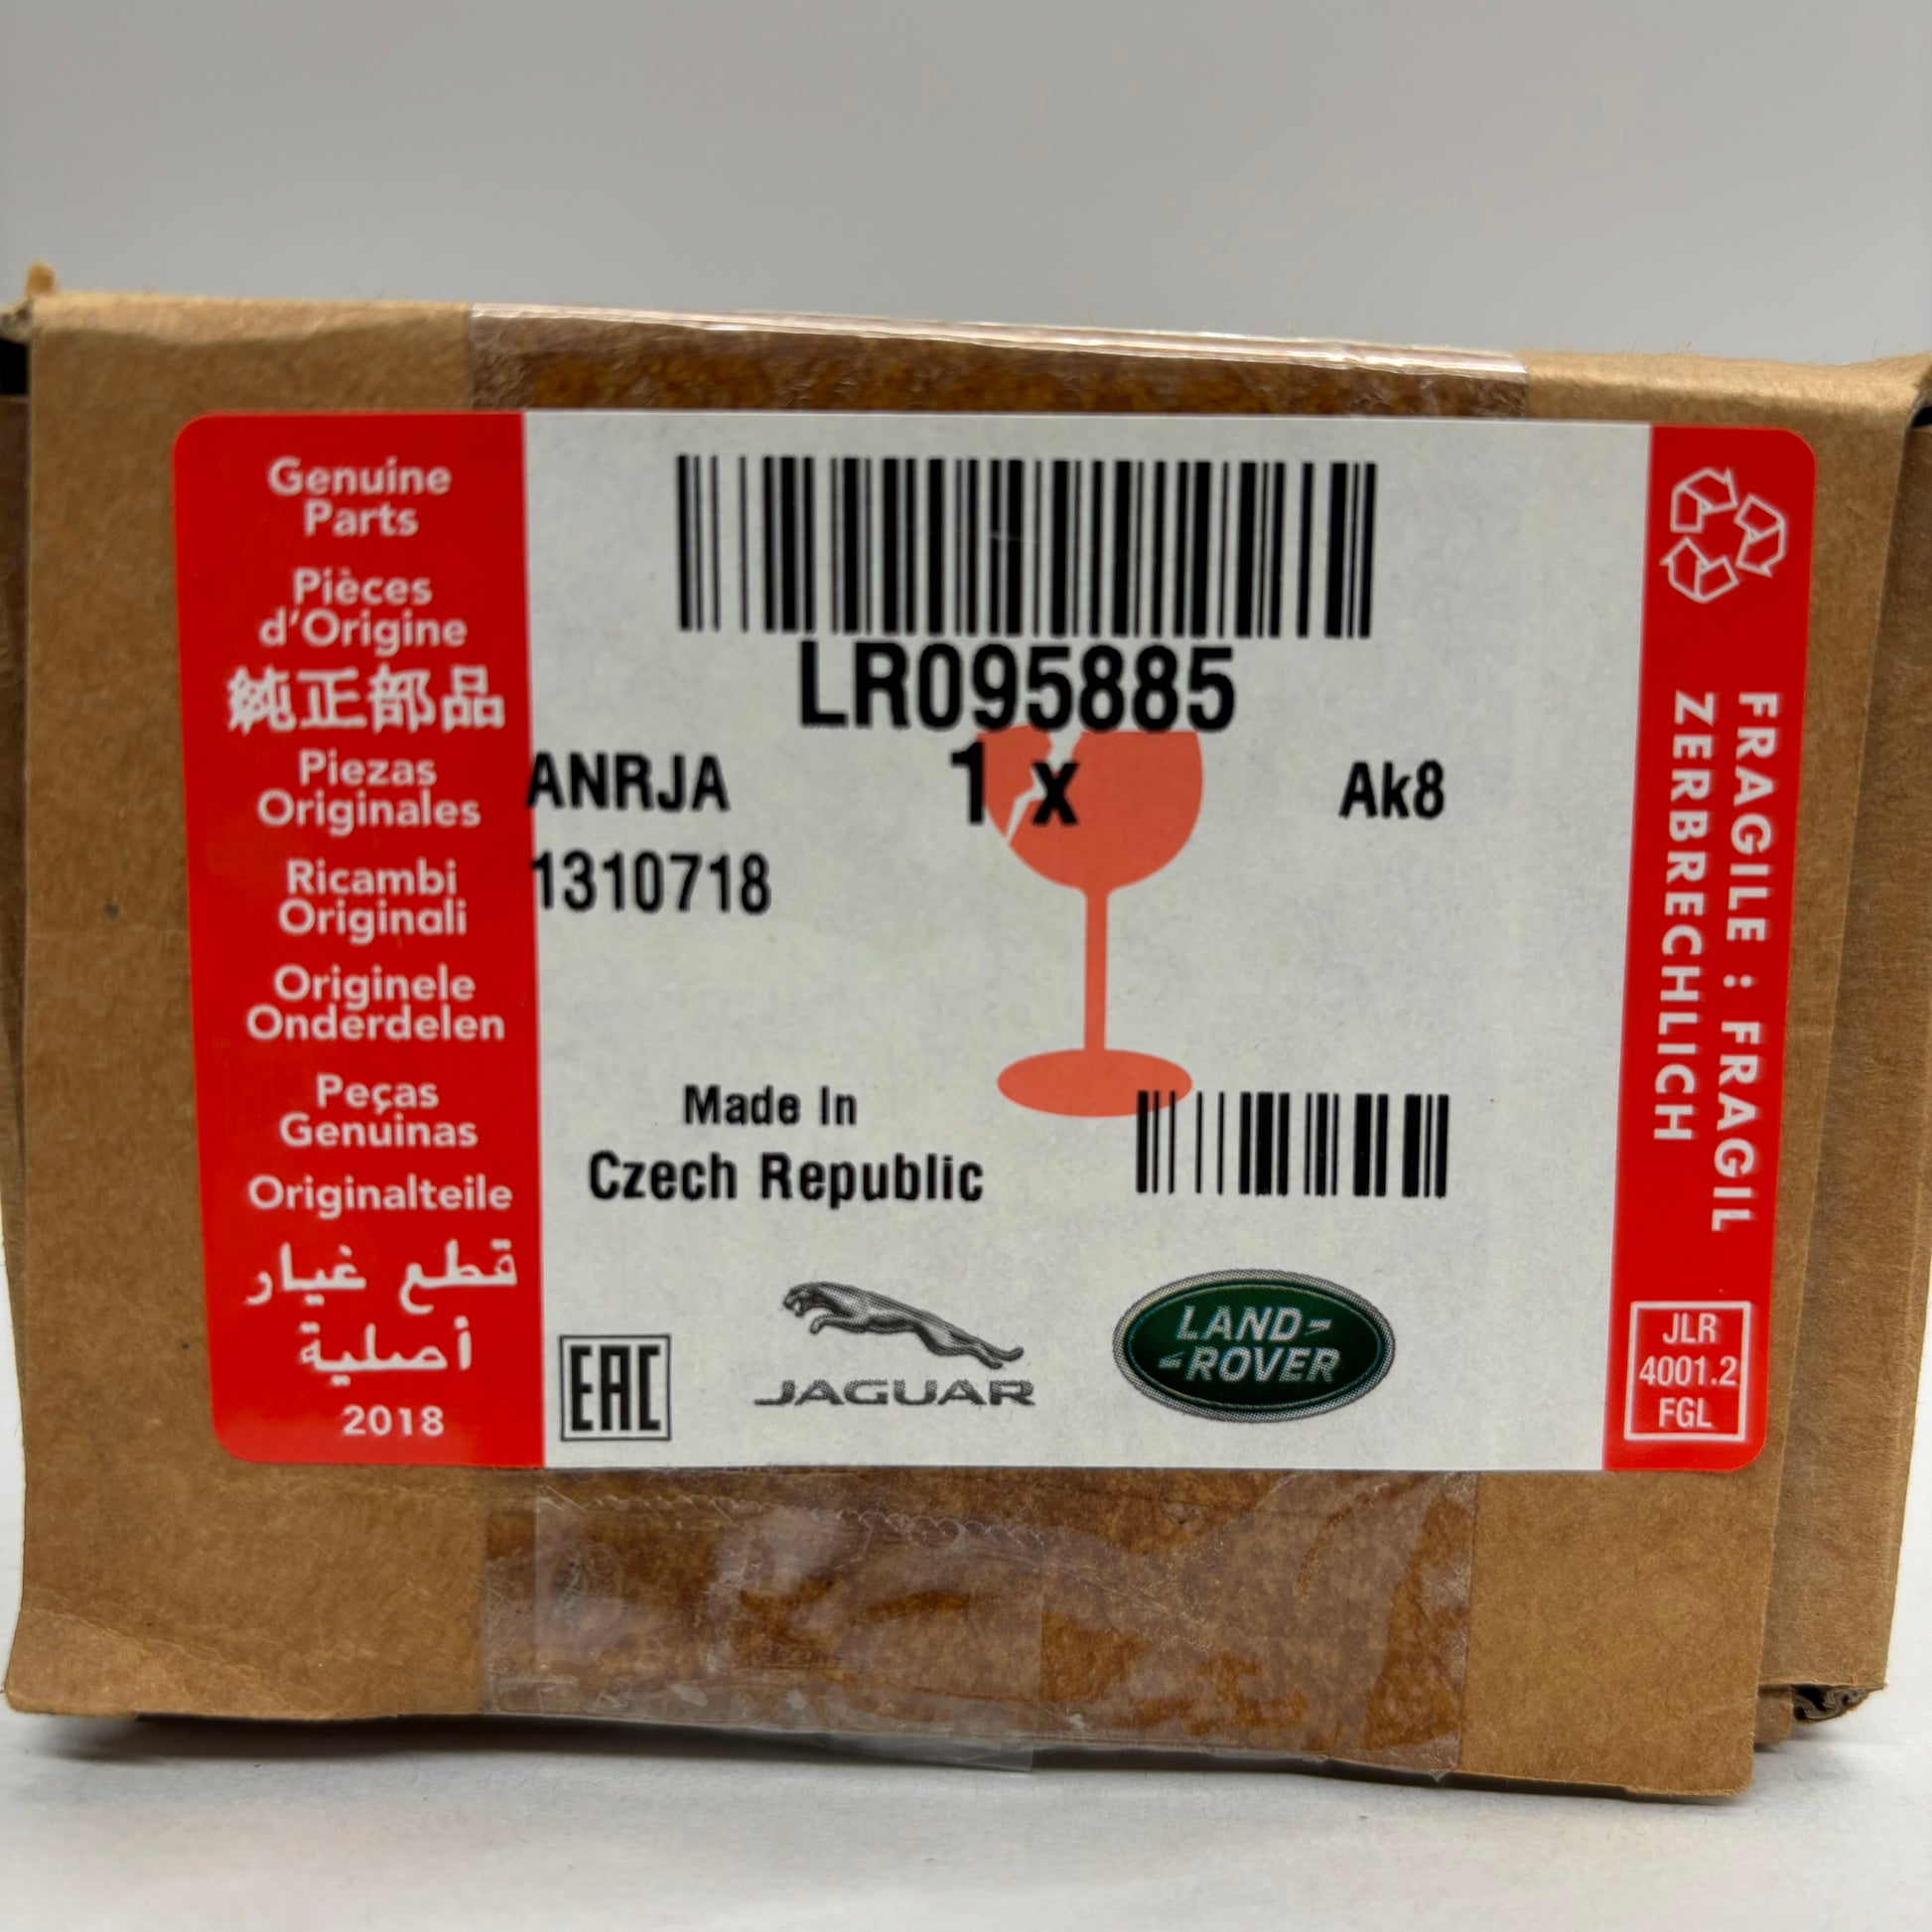 Genuine
Parts
Pièces
d'Origine
純正部品
Piezas
Originales
Ricambi
Originali
Originele
Onderdelen
Peças
Genuinas
Originalteile
قطع غيار
أصلية
2018
LR095885
ANRJA 1 x Ak8
1310718
Made In
Czech Republic
EAC
JAGUAR
LAND-
-ROVER
FRAGILE : FRAGIL
ZERBRECHLICH
JLR
4001.2
FGL